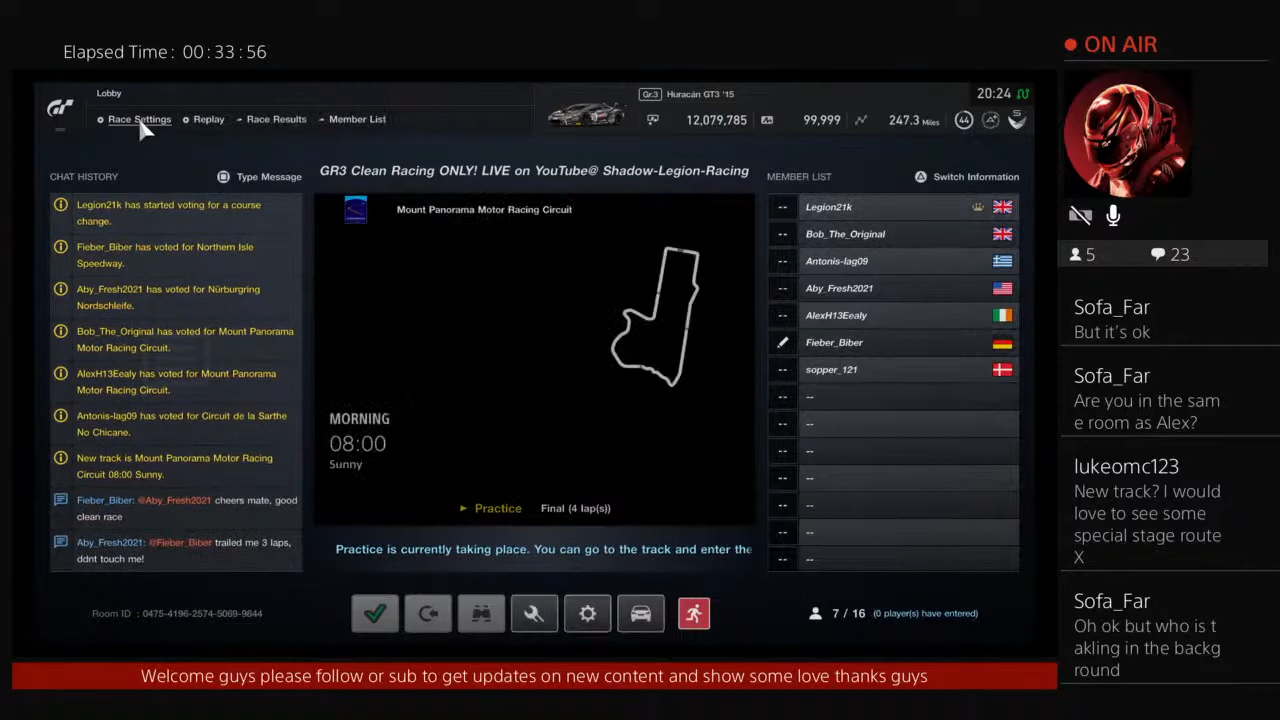 Elapsed Time: 00:33:56
ON AIR
Lobby
Race Settings
Replay
Race Results
Member List
Gr.3 Huracán GT3 '15
20:24
12,079,785
99,999
247.3 Miles
44
CHAT HISTORY
Type Message
GR3 Clean Racing ONLY! LIVE on YouTube@ Shadow-Legion-Racing
MEMBER LIST
Switch Information
Legion21k has started voting for a course
change.
Fieber_Biber has voted for Northern Isle
Speedway.
Aby_Fresh2021 has voted for Nürburgring
Nordschleife.
Bob_The_Original has voted for Mount Panorama
Motor Racing Circuit.
AlexH13Eealy has voted for Mount Panorama
Motor Racing Circuit.
Antonis-lag09 has voted for Circuit de la Sarthe
No Chicane.
New track is Mount Panorama Motor Racing
Circuit 08:00 Sunny.
Fieber_Biber: @Aby_Fresh2021 cheers mate, good
clean race
Aby_Fresh2021: @Fieber_Biber trailed me 3 laps,
ddnt touch me!
Mount Panorama Motor Racing Circuit
MORNING
08:00
Sunny
Practice
Final (4 lap(s))
Practice is currently taking place. You can go to the track and enter the
-- Legion21k
-- Bob_The_Original
-- Antonis-lag09
-- Aby_Fresh2021
-- AlexH13Eealy
Fieber_Biber
-- sopper_121
-- --
-- --
-- --
-- --
-- --
-- --
-- --
Room ID : 0475-4196-2574-5069-9644
7 / 16 (0 player(s) have entered)
Welcome guys please follow or sub to get updates on new content and show some love thanks guys
5
23
Sofa_Far
But it's ok
Sofa_Far
Are you in the sam
e room as Alex?
lukeomc123
New track? I would
love to see some
special stage route
X
Sofa_Far
Oh ok but who is t
akling in the backg
round